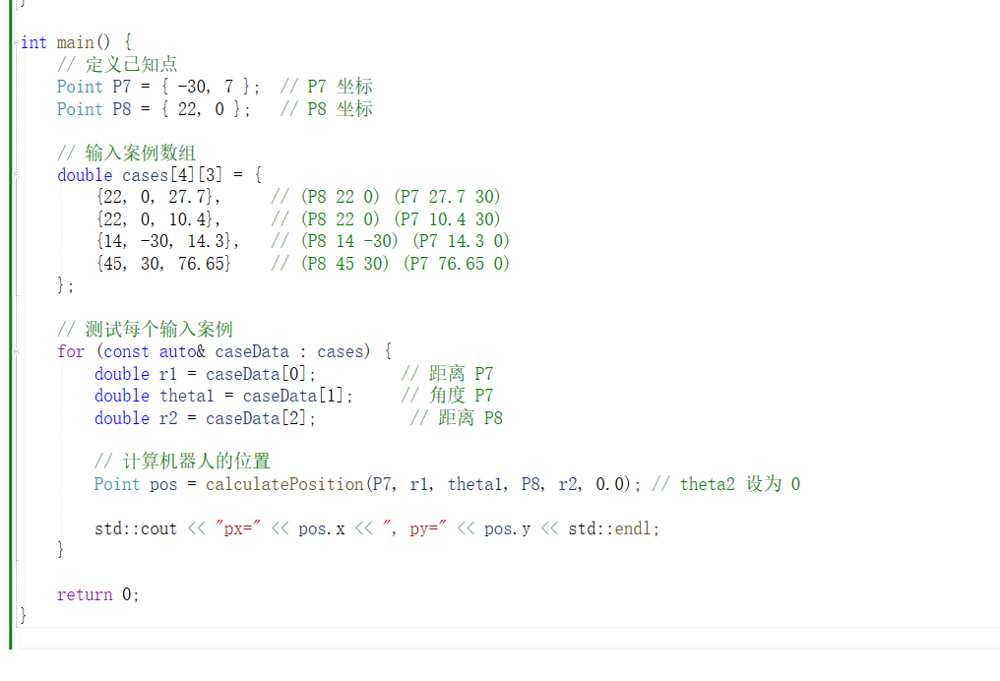 }
int main() {
// 定义已知点
Point P7 = { -30, 7 };  // P7 坐标
Point P8 = { 22, 0 };   // P8 坐标
// 输入案例数组
double cases[4][3] = {
{22, 0, 27.7},     // (P8 22 0) (P7 27.7 30)
{22, 0, 10.4},     // (P8 22 0) (P7 10.4 30)
{14, -30, 14.3},   // (P8 14 -30) (P7 14.3 0)
{45, 30, 76.65}    // (P8 45 30) (P7 76.65 0)
};
// 测试每个输入案例
for (const auto& caseData : cases) {
double r1 = caseData[0];         // 距离 P7
double theta1 = caseData[1];     // 角度 P7
double r2 = caseData[2];          // 距离 P8
// 计算机器人的位置
Point pos = calculatePosition(P7, r1, theta1, P8, r2, 0.0); // theta2 设为 0
std::cout << "px=" << pos.x << ", py=" << pos.y << std::endl;
}
return 0;
}